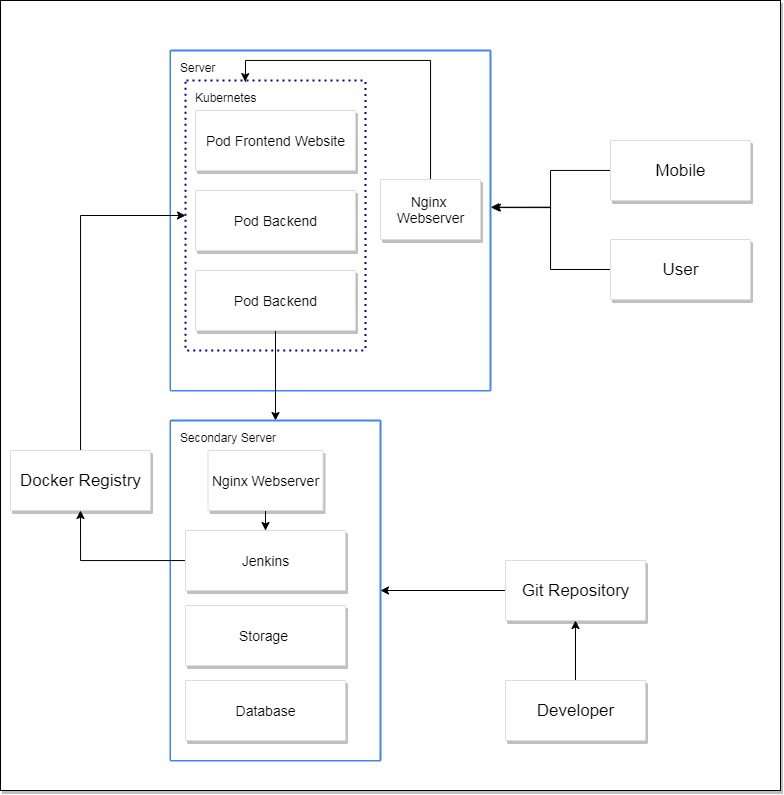 Server
Kubernetes
Pod Frontend Website
Pod Backend
Pod Backend
Nginx
Webserver
Mobile
User
Secondary Server
Nginx Webserver
Jenkins
Storage
Database
Docker Registry
Git Repository
Developer